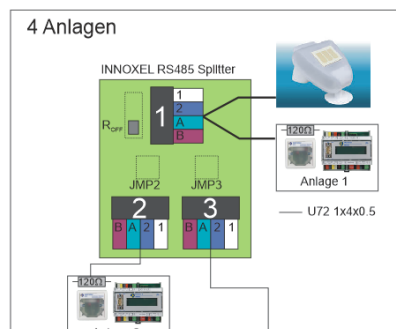 4 Anlagen
INNOXEL RS485 Splitter
1
1
2
A
B
ROFF
120Ω
Anlage 1
JMP2
JMP3
U72 1x4x0.5
2
3
B A 2 1
B A 2 1
120Ω